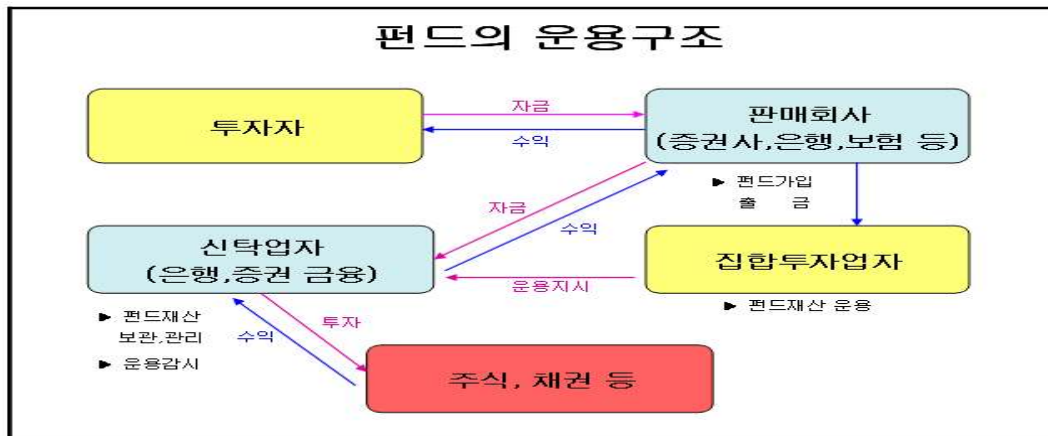 펀드의 운용구조
투자자
자금
수익
판매회사
(증권사,은행,보험 등)
▶ 펀드가입
출 금
자금
수익
신탁업자
(은행,증권 금융)
운용지시
집합투자업자
▶ 펀드재산 운용
▶ 펀드재산
보관,관리
▶ 운용감시
투자
수익
주식, 채권 등